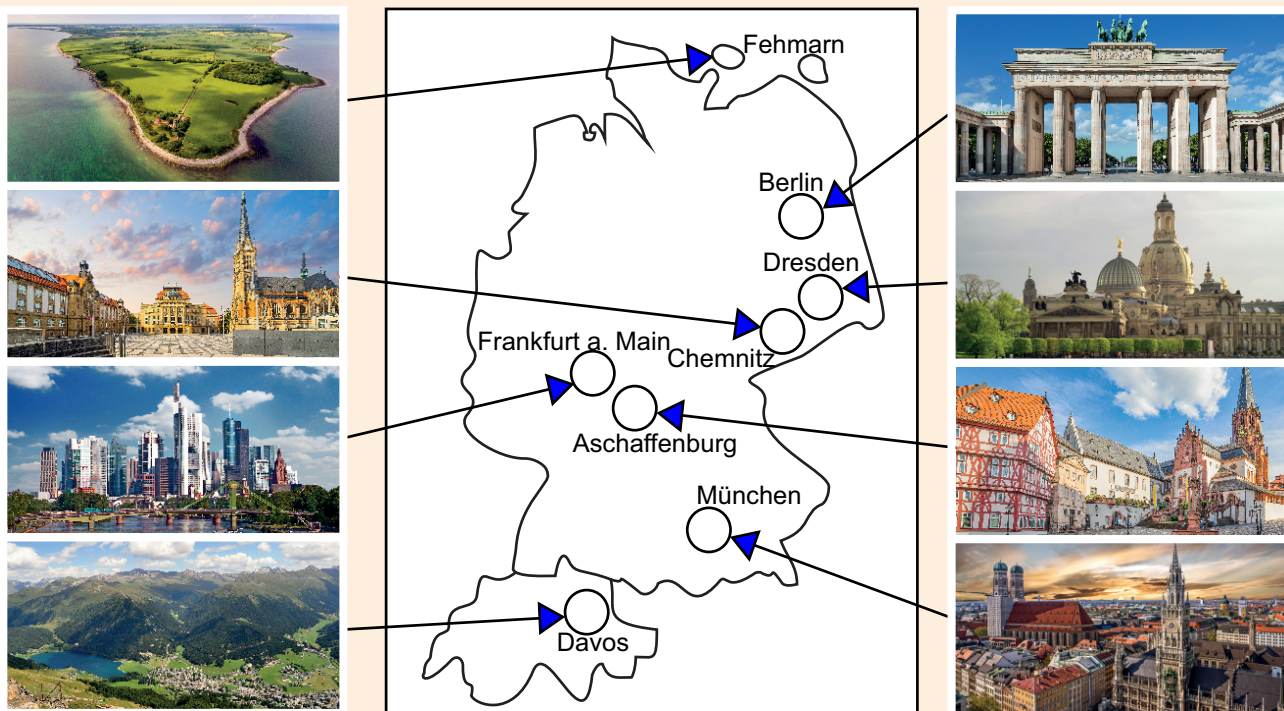 Fehmarn
Berlin
Dresden
Frankfurt a. Main
Chemnitz
Aschaffenburg
München
Davos